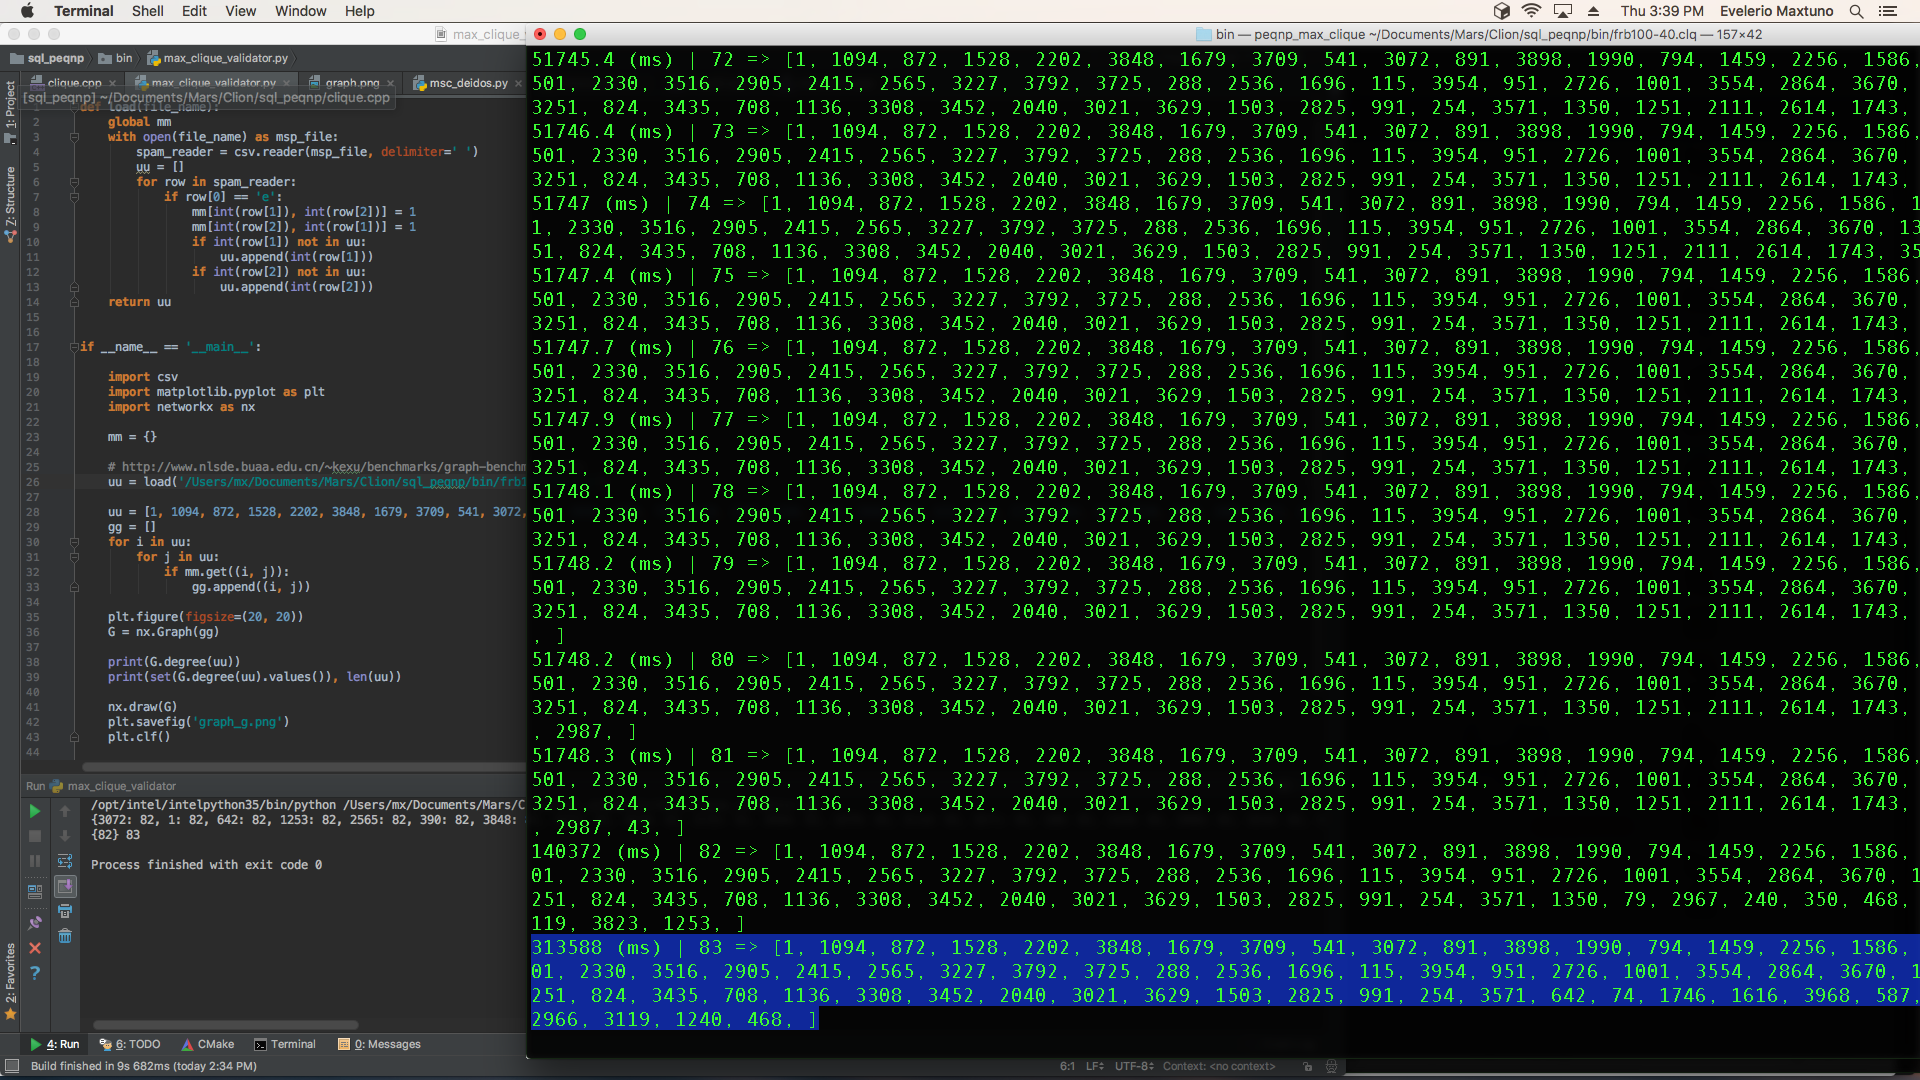 Terminal Shell Edit View Window Help Thu 3:39 PM Evelerio Maxtuno
max_clique_
bin — peqnp_max_clique ~/Documents/Mars/Clion/sql_peqnp/bin/frb100-40.clq — 157×42
sql_peqnp bin max_clique_validator.py
clique.cpp max_clique_validator.py graph.png msc_deidos.py
[sql_peqnp] ~/Documents/Mars/Clion/sql_peqnp/clique.cpp
1: Project
7: Structure
2: Favorites
def load(file_name):
2 global mm
3 with open(file_name) as msp_file:
4 spam_reader = csv.reader(msp_file, delimiter=' ')
5 uu = []
6 for row in spam_reader:
7 if row[0] == 'e':
8 mm[int(row[1]), int(row[2])] = 1
9 mm[int(row[2]), int(row[1])] = 1
10 if int(row[1]) not in uu:
11 uu.append(int(row[1]))
12 if int(row[2]) not in uu:
13 uu.append(int(row[2]))
14 return uu
15
16
17 if __name__ == '__main__':
18
19 import csv
20 import matplotlib.pyplot as plt
21 import networkx as nx
22
23 mm = {}
24
25 # http://www.nlsde.buaa.edu.cn/~kexu/benchmarks/graph-benchm
26 uu = load('/Users/mx/Documents/Mars/Clion/sql_peqnp/bin/frb1
27
28 uu = [1, 1094, 872, 1528, 2202, 3848, 1679, 3709, 541, 3072,
29 gg = []
30 for i in uu:
31 for j in uu:
32 if mm.get((i, j)):
33 gg.append((i, j))
34
35 plt.figure(figsize=(20, 20))
36 G = nx.Graph(gg)
37
38 print(G.degree(uu))
39 print(set(G.degree(uu).values()), len(uu))
40
41 nx.draw(G)
42 plt.savefig('graph_g.png')
43 plt.clf()
44
Run max_clique_validator
/opt/intel/intelpython35/bin/python /Users/mx/Documents/Mars/C
{3072: 82, 1: 82, 642: 82, 1253: 82, 2565: 82, 390: 82, 3848:
{82} 83
Process finished with exit code 0
4: Run 6: TODO CMake Terminal 0: Messages
Build finished in 9s 682ms (today 2:34 PM) 6:1 LF UTF-8 Context: <no context>
51745.4 (ms) | 72 => [1, 1094, 872, 1528, 2202, 3848, 1679, 3709, 541, 3072, 891, 3898, 1990, 794, 1459, 2256, 1586,
501, 2330, 3516, 2905, 2415, 2565, 3227, 3792, 3725, 288, 2536, 1696, 115, 3954, 951, 2726, 1001, 3554, 2864, 3670,
3251, 824, 3435, 708, 1136, 3308, 3452, 2040, 3021, 3629, 1503, 2825, 991, 254, 3571, 1350, 1251, 2111, 2614, 1743,
51746.4 (ms) | 73 => [1, 1094, 872, 1528, 2202, 3848, 1679, 3709, 541, 3072, 891, 3898, 1990, 794, 1459, 2256, 1586,
501, 2330, 3516, 2905, 2415, 2565, 3227, 3792, 3725, 288, 2536, 1696, 115, 3954, 951, 2726, 1001, 3554, 2864, 3670,
3251, 824, 3435, 708, 1136, 3308, 3452, 2040, 3021, 3629, 1503, 2825, 991, 254, 3571, 1350, 1251, 2111, 2614, 1743,
51747 (ms) | 74 => [1, 1094, 872, 1528, 2202, 3848, 1679, 3709, 541, 3072, 891, 3898, 1990, 794, 1459, 2256, 1586, 1
1, 2330, 3516, 2905, 2415, 2565, 3227, 3792, 3725, 288, 2536, 1696, 115, 3954, 951, 2726, 1001, 3554, 2864, 3670, 13
51, 824, 3435, 708, 1136, 3308, 3452, 2040, 3021, 3629, 1503, 2825, 991, 254, 3571, 1350, 1251, 2111, 2614, 1743, 35
51747.4 (ms) | 75 => [1, 1094, 872, 1528, 2202, 3848, 1679, 3709, 541, 3072, 891, 3898, 1990, 794, 1459, 2256, 1586,
501, 2330, 3516, 2905, 2415, 2565, 3227, 3792, 3725, 288, 2536, 1696, 115, 3954, 951, 2726, 1001, 3554, 2864, 3670,
3251, 824, 3435, 708, 1136, 3308, 3452, 2040, 3021, 3629, 1503, 2825, 991, 254, 3571, 1350, 1251, 2111, 2614, 1743,
51747.7 (ms) | 76 => [1, 1094, 872, 1528, 2202, 3848, 1679, 3709, 541, 3072, 891, 3898, 1990, 794, 1459, 2256, 1586,
501, 2330, 3516, 2905, 2415, 2565, 3227, 3792, 3725, 288, 2536, 1696, 115, 3954, 951, 2726, 1001, 3554, 2864, 3670,
3251, 824, 3435, 708, 1136, 3308, 3452, 2040, 3021, 3629, 1503, 2825, 991, 254, 3571, 1350, 1251, 2111, 2614, 1743,
51747.9 (ms) | 77 => [1, 1094, 872, 1528, 2202, 3848, 1679, 3709, 541, 3072, 891, 3898, 1990, 794, 1459, 2256, 1586,
501, 2330, 3516, 2905, 2415, 2565, 3227, 3792, 3725, 288, 2536, 1696, 115, 3954, 951, 2726, 1001, 3554, 2864, 3670,
3251, 824, 3435, 708, 1136, 3308, 3452, 2040, 3021, 3629, 1503, 2825, 991, 254, 3571, 1350, 1251, 2111, 2614, 1743,
51748.1 (ms) | 78 => [1, 1094, 872, 1528, 2202, 3848, 1679, 3709, 541, 3072, 891, 3898, 1990, 794, 1459, 2256, 1586,
501, 2330, 3516, 2905, 2415, 2565, 3227, 3792, 3725, 288, 2536, 1696, 115, 3954, 951, 2726, 1001, 3554, 2864, 3670,
3251, 824, 3435, 708, 1136, 3308, 3452, 2040, 3021, 3629, 1503, 2825, 991, 254, 3571, 1350, 1251, 2111, 2614, 1743,
51748.2 (ms) | 79 => [1, 1094, 872, 1528, 2202, 3848, 1679, 3709, 541, 3072, 891, 3898, 1990, 794, 1459, 2256, 1586,
501, 2330, 3516, 2905, 2415, 2565, 3227, 3792, 3725, 288, 2536, 1696, 115, 3954, 951, 2726, 1001, 3554, 2864, 3670,
3251, 824, 3435, 708, 1136, 3308, 3452, 2040, 3021, 3629, 1503, 2825, 991, 254, 3571, 1350, 1251, 2111, 2614, 1743,
, ]
51748.2 (ms) | 80 => [1, 1094, 872, 1528, 2202, 3848, 1679, 3709, 541, 3072, 891, 3898, 1990, 794, 1459, 2256, 1586,
501, 2330, 3516, 2905, 2415, 2565, 3227, 3792, 3725, 288, 2536, 1696, 115, 3954, 951, 2726, 1001, 3554, 2864, 3670,
3251, 824, 3435, 708, 1136, 3308, 3452, 2040, 3021, 3629, 1503, 2825, 991, 254, 3571, 1350, 1251, 2111, 2614, 1743,
, 2987, ]
51748.3 (ms) | 81 => [1, 1094, 872, 1528, 2202, 3848, 1679, 3709, 541, 3072, 891, 3898, 1990, 794, 1459, 2256, 1586,
501, 2330, 3516, 2905, 2415, 2565, 3227, 3792, 3725, 288, 2536, 1696, 115, 3954, 951, 2726, 1001, 3554, 2864, 3670,
3251, 824, 3435, 708, 1136, 3308, 3452, 2040, 3021, 3629, 1503, 2825, 991, 254, 3571, 1350, 1251, 2111, 2614, 1743,
, 2987, 43, ]
140372 (ms) | 82 => [1, 1094, 872, 1528, 2202, 3848, 1679, 3709, 541, 3072, 891, 3898, 1990, 794, 1459, 2256, 1586,
01, 2330, 3516, 2905, 2415, 2565, 3227, 3792, 3725, 288, 2536, 1696, 115, 3954, 951, 2726, 1001, 3554, 2864, 3670, 1
251, 824, 3435, 708, 1136, 3308, 3452, 2040, 3021, 3629, 1503, 2825, 991, 254, 3571, 1350, 79, 2967, 240, 350, 468,
119, 3823, 1253, ]
313588 (ms) | 83 => [1, 1094, 872, 1528, 2202, 3848, 1679, 3709, 541, 3072, 891, 3898, 1990, 794, 1459, 2256, 1586,
01, 2330, 3516, 2905, 2415, 2565, 3227, 3792, 3725, 288, 2536, 1696, 115, 3954, 951, 2726, 1001, 3554, 2864, 3670, 1
251, 824, 3435, 708, 1136, 3308, 3452, 2040, 3021, 3629, 1503, 2825, 991, 254, 3571, 642, 74, 1746, 1616, 3968, 587,
2966, 3119, 1240, 468, ]